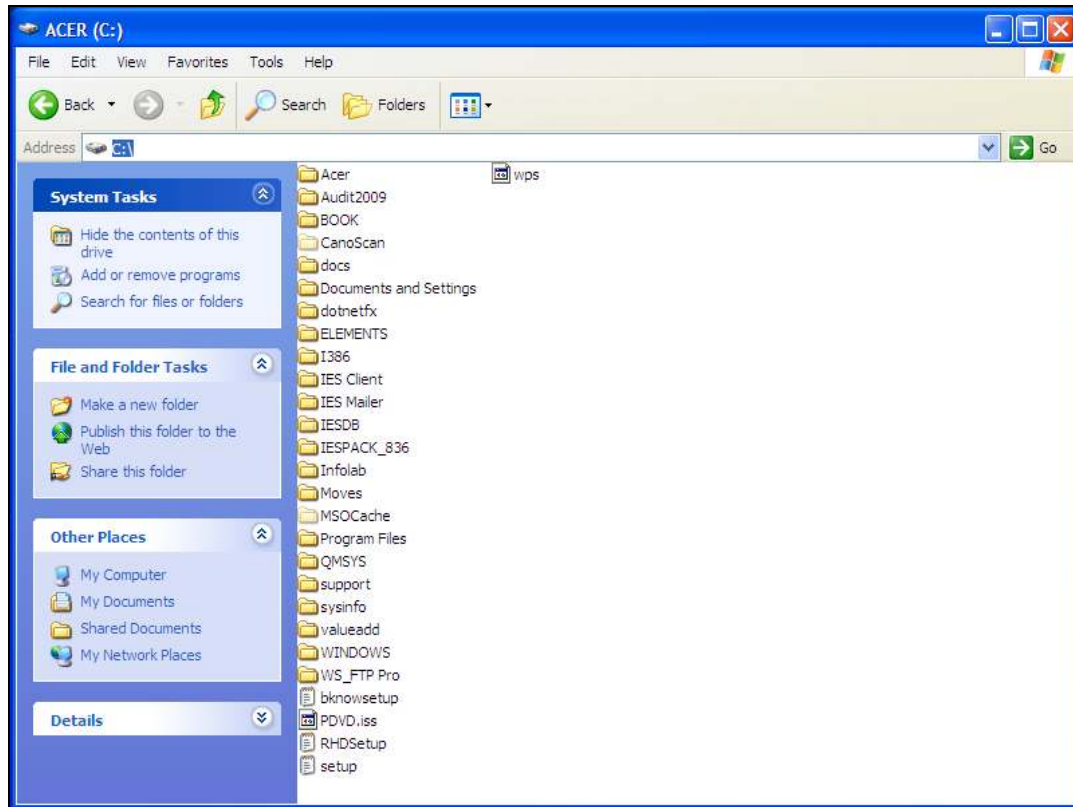 ACER (C:)
File Edit View Favorites Tools Help
Back Search Folders
Address C:\ Go
System Tasks
Hide the contents of this
drive
Add or remove programs
Search for files or folders
File and Folder Tasks
Make a new folder
Publish this folder to the
Web
Share this folder
Other Places
My Computer
My Documents
Shared Documents
My Network Places
Details
Acer
Audit2009
BOOK
CanoScan
docs
Documents and Settings
dotnetfx
ELEMENTS
I386
IES Client
IES Mailer
IESDB
IESPACK_836
Infolab
Moves
MSOCache
Program Files
QMSYS
support
sysinfo
valueadd
WINDOWS
WS_FTP Pro
bknowsetup
PDVD.iss
RHDSetup
setup
wps